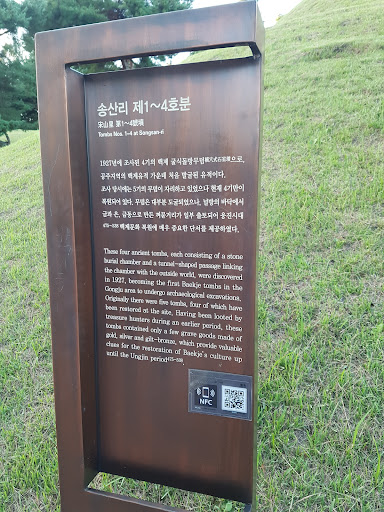 송산리 제1~4호분
宋山里 第1~4號墳
Tombs Nos. 1~4 at Songsan-ri
1927년에 조사된 4기의 백제 굴식돌방무덤橫穴式石室墳으로,
공주지역의 백제유적 가운데 처음 발굴된 유적이다.
조사 당시에는 5기의 무덤이 자리하고 있었으나 현재 4기만이
복원되어 있다. 무덤은 대부분 도굴되었으나, 널방의 바닥에서
금과 은, 금동으로 만든 껴묻거리가 일부 출토되어 웅진시대
475~538 백제문화 복원에 매우 중요한 단서를 제공하였다.
These four ancient tombs, each consisting of a stone
burial chamber and a tunnel-shaped passage linking
the chamber with the outside world, were discovered
in 1927, becoming the first Baekje tombs in the
Gongju area to undergo archaeological excavations.
Originally there were five tombs, four of which have
been restored at the site. Having been looted by
treasure hunters during an earlier period, these
tombs contained only a few grave goods made of
gold, silver and gilt-bronze, which provide valuable
clues for the restoration of Baekje's culture up
until the Ungjin period475~538.
NFC